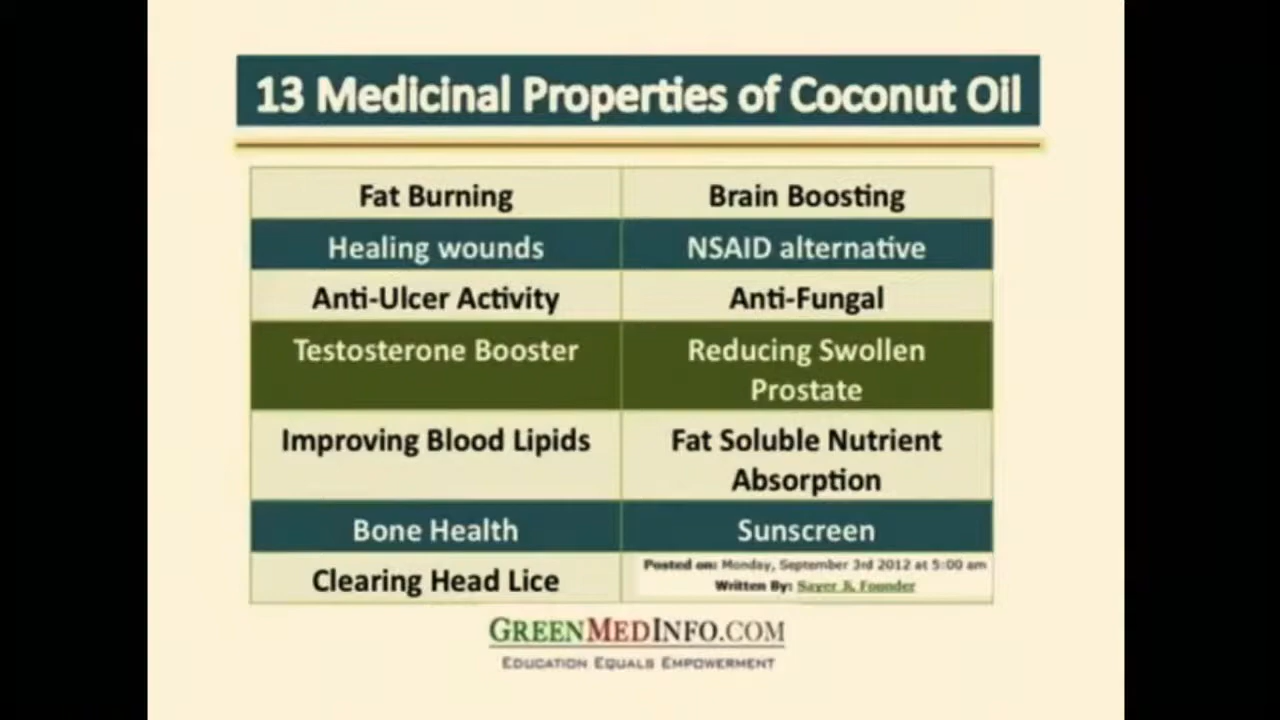 13 Medicinal Properties of Coconut Oil
Fat Burning
Brain Boosting
Healing wounds
NSAID alternative
Anti-Ulcer Activity
Anti-Fungal
Testosterone Booster
Reducing Swollen
Prostate
Improving Blood Lipids
Fat Soluble Nutrient
Absorption
Bone Health
Sunscreen
Clearing Head Lice
Posted on: Monday, September 3rd 2012 at 5:00 am
Written By: Sayer Ji, Founder
GREENMEDINFO.COM
EDUCATION EQUALS EMPOWERMENT